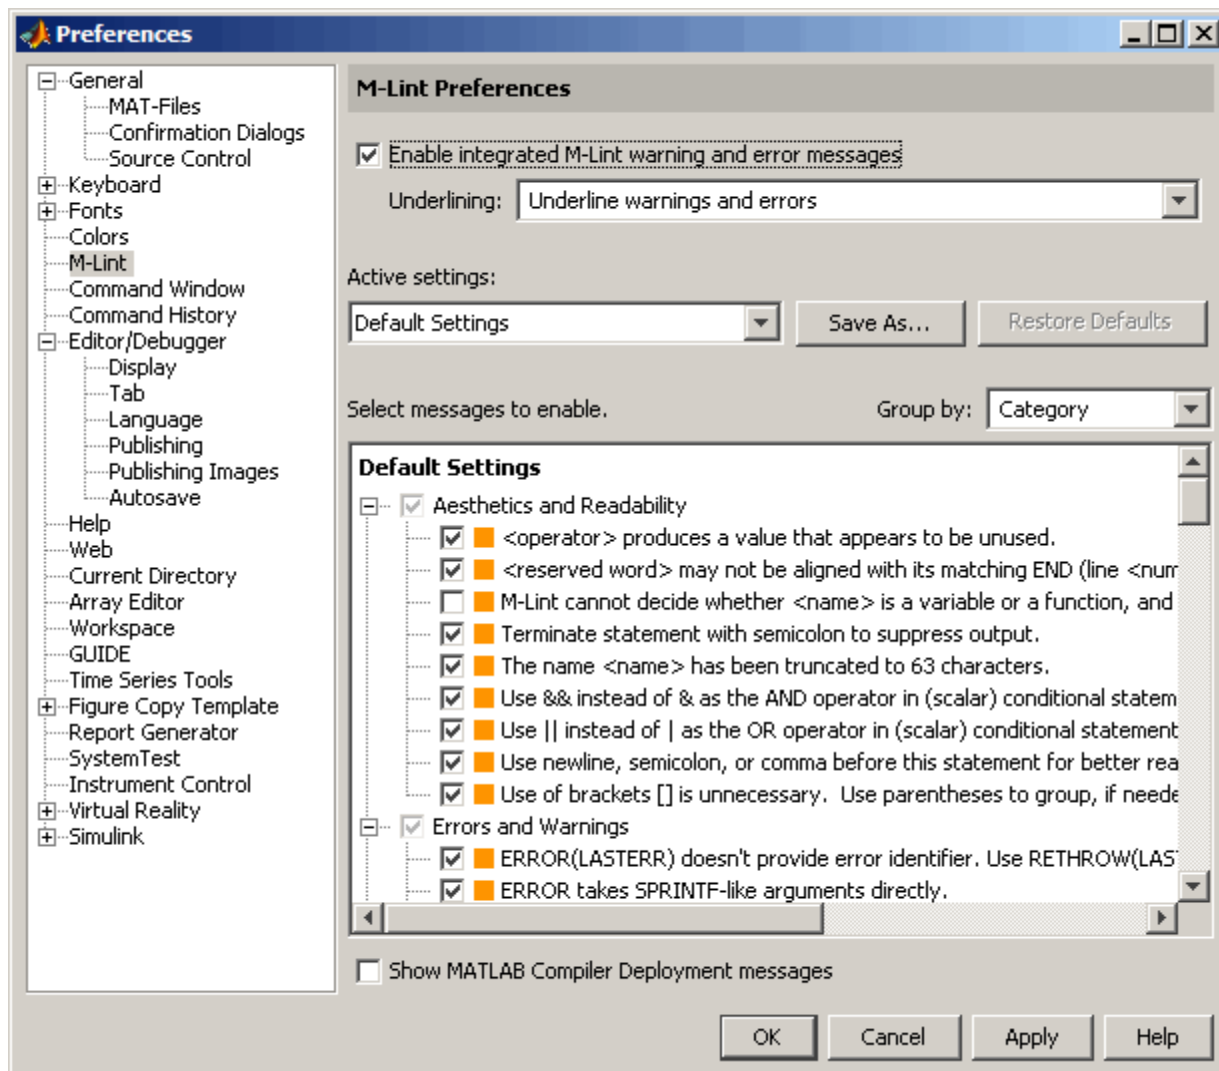 Preferences
General
MAT-Files
Confirmation Dialogs
Source Control
Keyboard
Fonts
Colors
M-Lint
Command Window
Command History
Editor/Debugger
Display
Tab
Language
Publishing
Publishing Images
Autosave
Help
Web
Current Directory
Array Editor
Workspace
GUIDE
Time Series Tools
Figure Copy Template
Report Generator
SystemTest
Instrument Control
Virtual Reality
Simulink
M-Lint Preferences
Enable integrated M-Lint warning and error messages
Underlining: Underline warnings and errors
Active settings:
Default Settings Save As... Restore Defaults
Select messages to enable. Group by: Category
Default Settings
Aesthetics and Readability
<operator> produces a value that appears to be unused.
<reserved word> may not be aligned with its matching END (line <num
M-Lint cannot decide whether <name> is a variable or a function, and
Terminate statement with semicolon to suppress output.
The name <name> has been truncated to 63 characters.
Use && instead of & as the AND operator in (scalar) conditional statem
Use || instead of | as the OR operator in (scalar) conditional statement
Use newline, semicolon, or comma before this statement for better rea
Use of brackets [] is unnecessary. Use parentheses to group, if neede
Errors and Warnings
ERROR(LASTERR) doesn't provide error identifier. Use RETHROW(LAS
ERROR takes SPRINTF-like arguments directly.
Show MATLAB Compiler Deployment messages
OK Cancel Apply Help